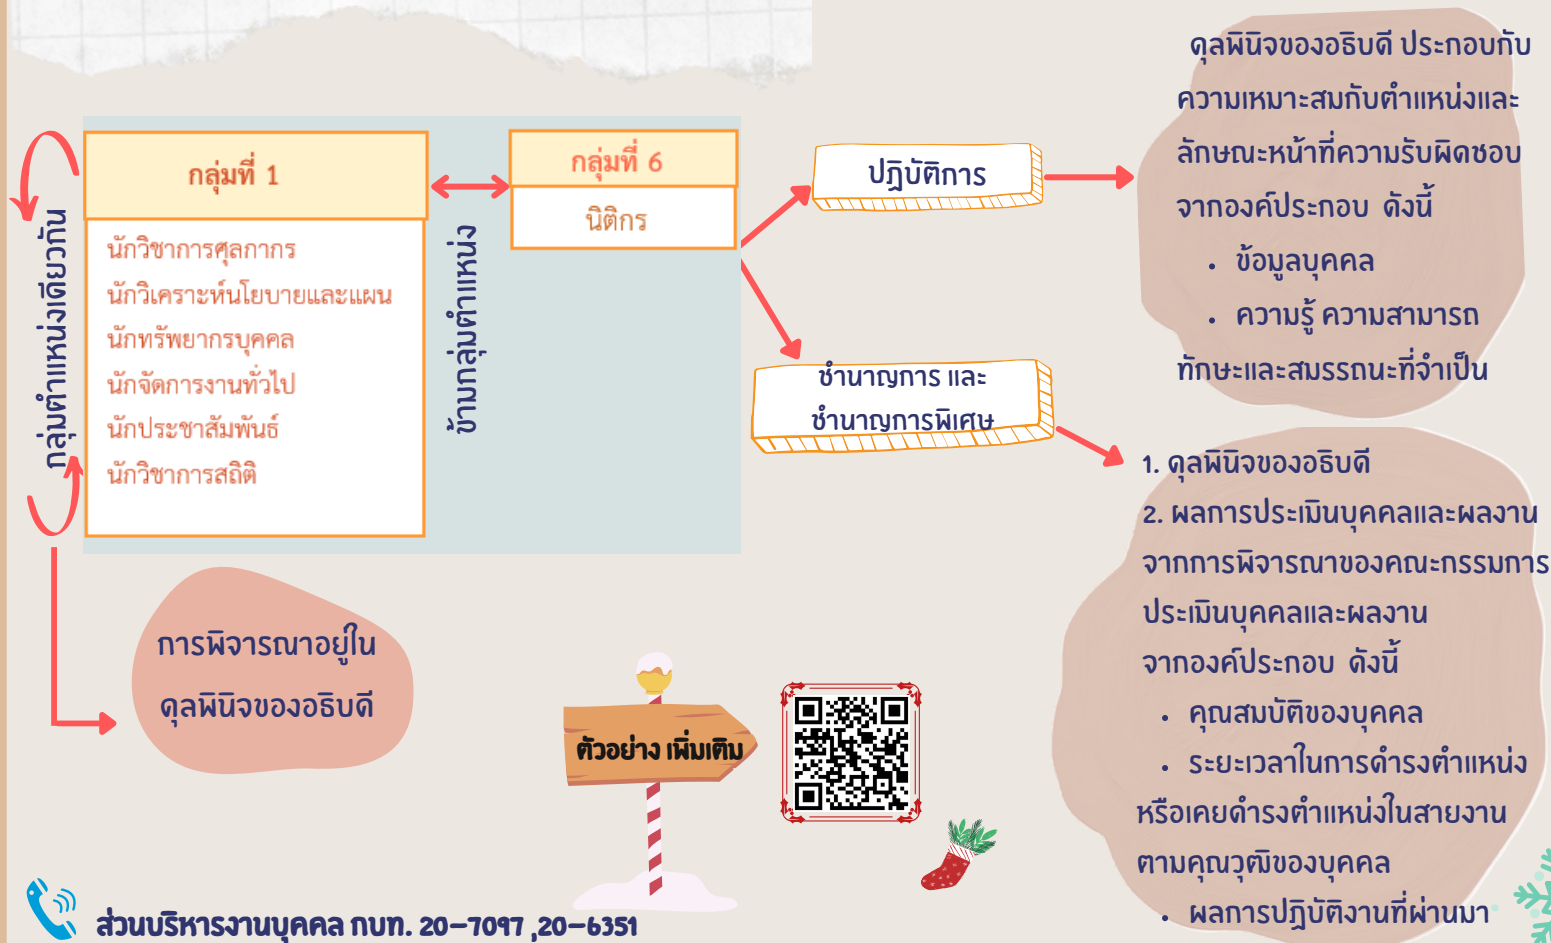 กลุ่มตำแหน่งเดียวกัน
กลุ่มที่ 1
นักวิชาการศุลกากร
นักวิเคราะห์นโยบายและแผน
นักทรัพยากรบุคคล
นักจัดการงานทั่วไป
นักประชาสัมพันธ์
นักวิชาการสถิติ
ข้ามกลุ่มตำแหน่ง
กลุ่มที่ 6
นิติกร
ปฏิบัติการ
ดุลพินิจของอธิบดี ประกอบกับ
ความเหมาะสมกับตำแหน่งและ
ลักษณะหน้าที่ความรับผิดชอบ
จากองค์ประกอบ ดังนี้
• ข้อมูลบุคคล
• ความรู้ ความสามารถ
ทักษะและสมรรถนะที่จำเป็น
ชำนาญการ และ
ชำนาญการพิเศษ
1. ดุลพินิจของอธิบดี
2. ผลการประเมินบุคคลและผลงาน
จากการพิจารณาของคณะกรรมการ
ประเมินบุคคลและผลงาน
จากองค์ประกอบ ดังนี้
• คุณสมบัติของบุคคล
• ระยะเวลาในการดำรงตำแหน่ง
หรือเคยดำรงตำแหน่งในสายงาน
ตามคุณวุฒิของบุคคล
• ผลการปฏิบัติงานที่ผ่านมา
การพิจารณาอยู่ใน
ดุลพินิจของอธิบดี
ตัวอย่าง เพิ่มเติม
ส่วนบริหารงานบุคคล กบท. 20-7097 ,20-6351